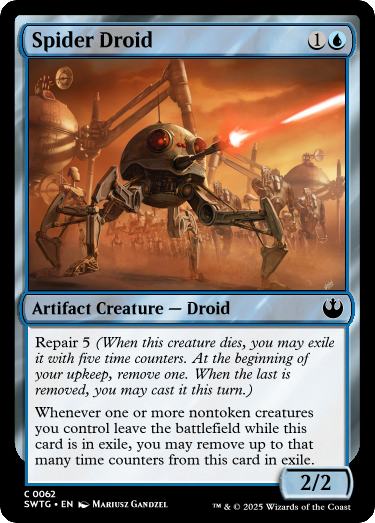 Spider Droid 1
Artifact Creature — Droid
Repair 5 (When this creature dies, you may exile
it with five time counters. At the beginning of
your upkeep, remove one. When the last is
removed, you may cast it this turn.)
Whenever one or more nontoken creatures
you control leave the battlefield while this
card is in exile, you may remove up to that
many time counters from this card in exile.
2/2
C 0062
SWTG • EN Mariusz Gandzel
™ & © 2025 Wizards of the Coast